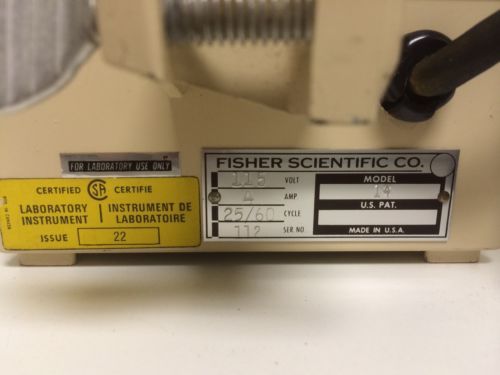 FOR LABORATORY USE ONLY
CERTIFIED SA CERTIFIE
LABORATORY INSTRUMENT
INSTRUMENT DE LABORATOIRE
ISSUE 22
FISHER SCIENTIFIC CO.
115 VOLT
4 AMP
25/60 CYCLE
112 SER NO
MODEL
14
U.S. PAT.
MADE IN U.S.A.